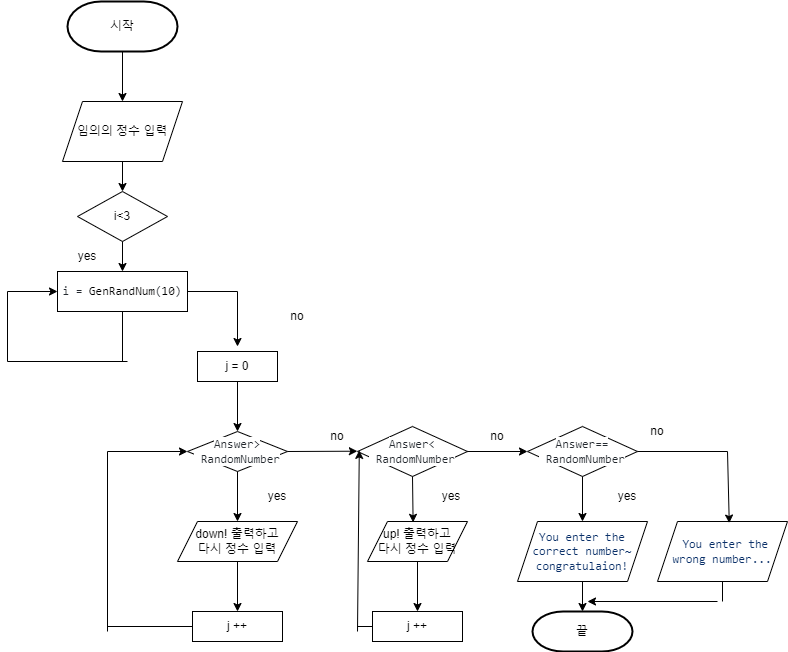 시작
임의의 정수 입력
i<3
yes
i = GenRandNum(10)
no
j = 0
Answer>
RandomNumber
no
Answer<
RandomNumber
no
Answer==
RandomNumber
no
yes
yes
yes
down! 출력하고
다시 정수 입력
up! 출력하고
다시 정수 입력
You enter the
correct number~
congratulaion!
You enter the
wrong number...
j ++
j ++
끝